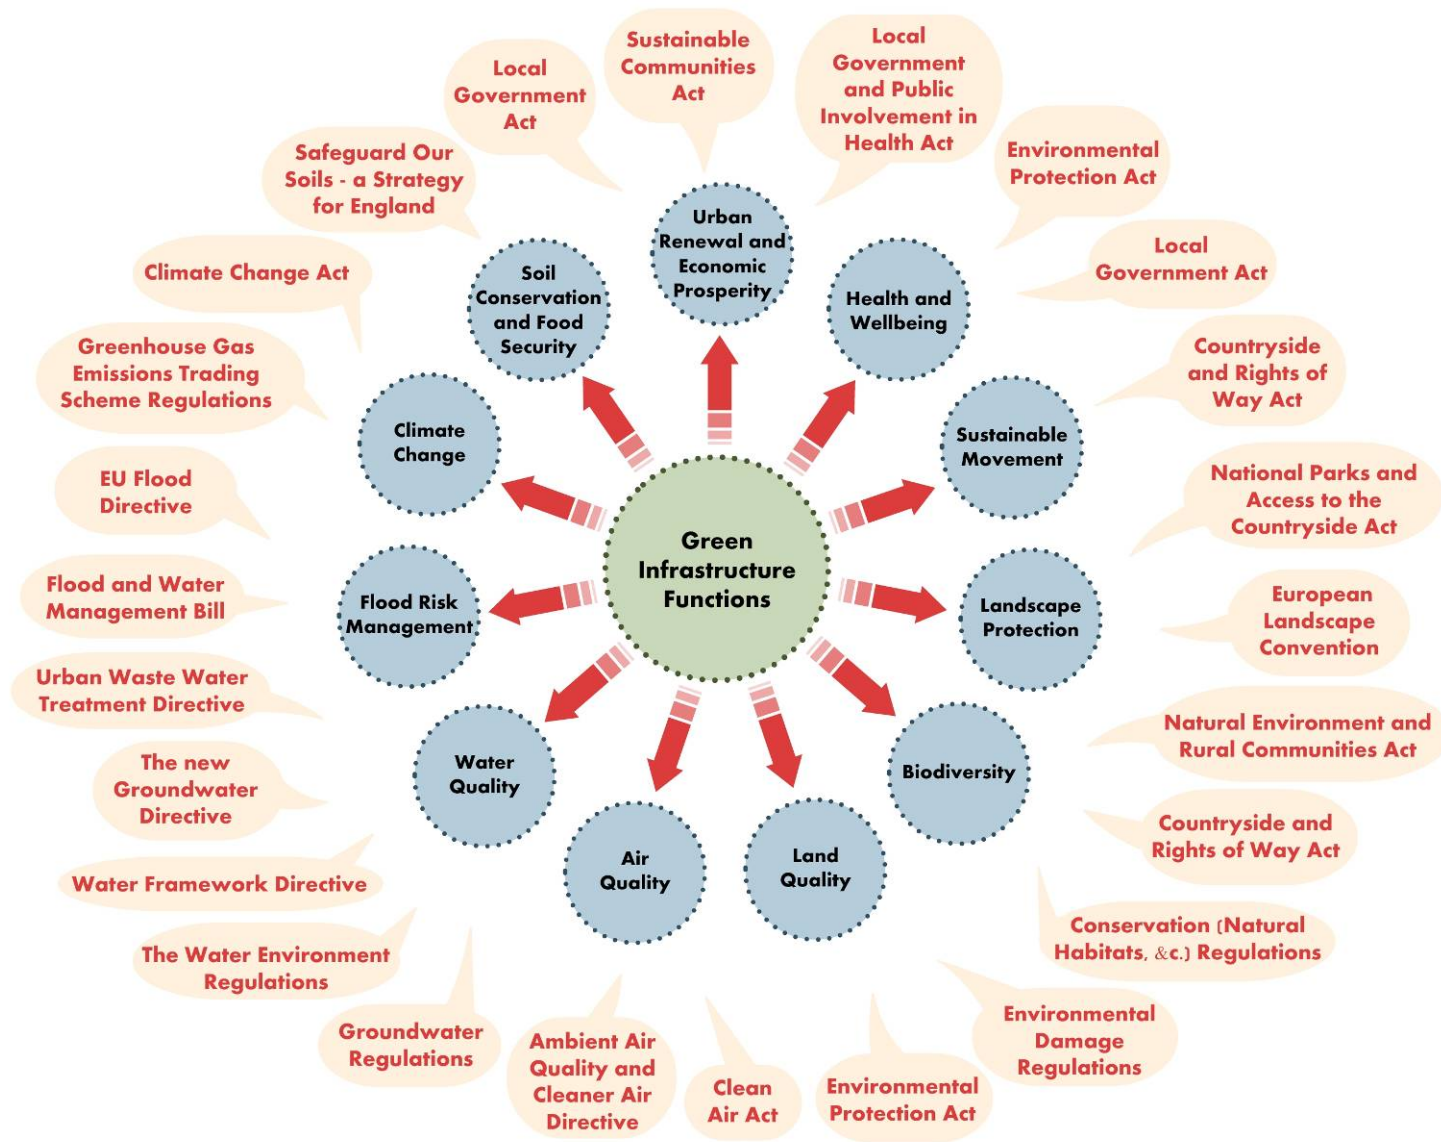 Local
Government
Act
Sustainable
Communities
Act
Local
Government
and Public
Involvement in
Health Act
Environmental
Protection Act
Local
Government Act
Countryside
and Rights of
Way Act
National Parks and
Access to the
Countryside Act
European
Landscape
Convention
Natural Environment and
Rural Communities Act
Countryside and
Rights of Way Act
Conservation (Natural
Habitats, &c.) Regulations
Environmental
Damage
Regulations
Environmental
Protection Act
Clean
Air Act
Ambient Air
Quality and
Cleaner Air
Directive
Groundwater
Regulations
The Water Environment
Regulations
Water Framework Directive
The new
Groundwater
Directive
Urban Waste Water
Treatment Directive
Flood and Water
Management Bill
EU Flood
Directive
Greenhouse Gas
Emissions Trading
Scheme Regulations
Climate Change Act
Safeguard Our
Soils - a Strategy
for England
Urban
Renewal and
Economic
Prosperity
Health and
Wellbeing
Sustainable
Movement
Landscape
Protection
Biodiversity
Land
Quality
Air
Quality
Water
Quality
Flood Risk
Management
Climate
Change
Soil
Conservation
and Food
Security
Green
Infrastructure
Functions